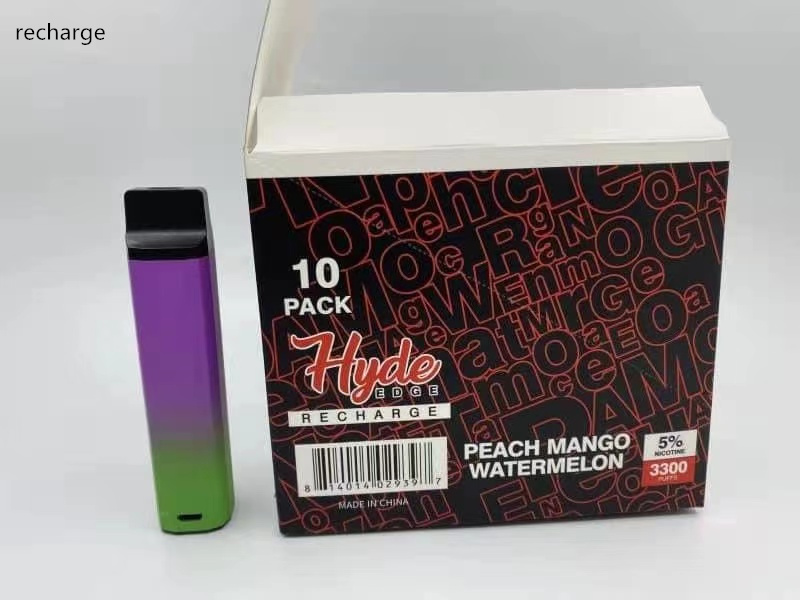 recharge
10
PACK
Hyde
EDGE
RECHARGE
8 14014 02939 7
MADE IN CHINA
PEACH MANGO
WATERMELON
5%
NICOTINE
3300
PUFFS